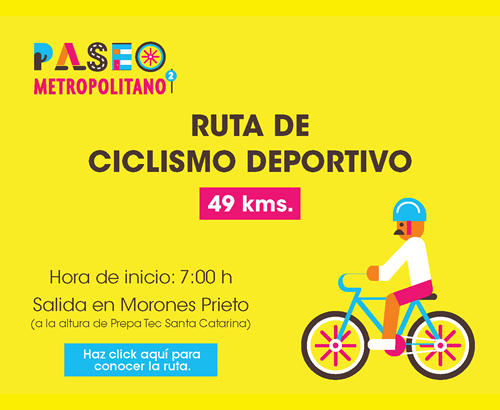 PASEO
METROPOLITANO 2
RUTA DE
CICLISMO DEPORTIVO
49 kms.
Hora de inicio: 7:00 h
Salida en Morones Prieto
(a la altura de Prepa Tec Santa Catarina)
Haz click aquí para
conocer la ruta.